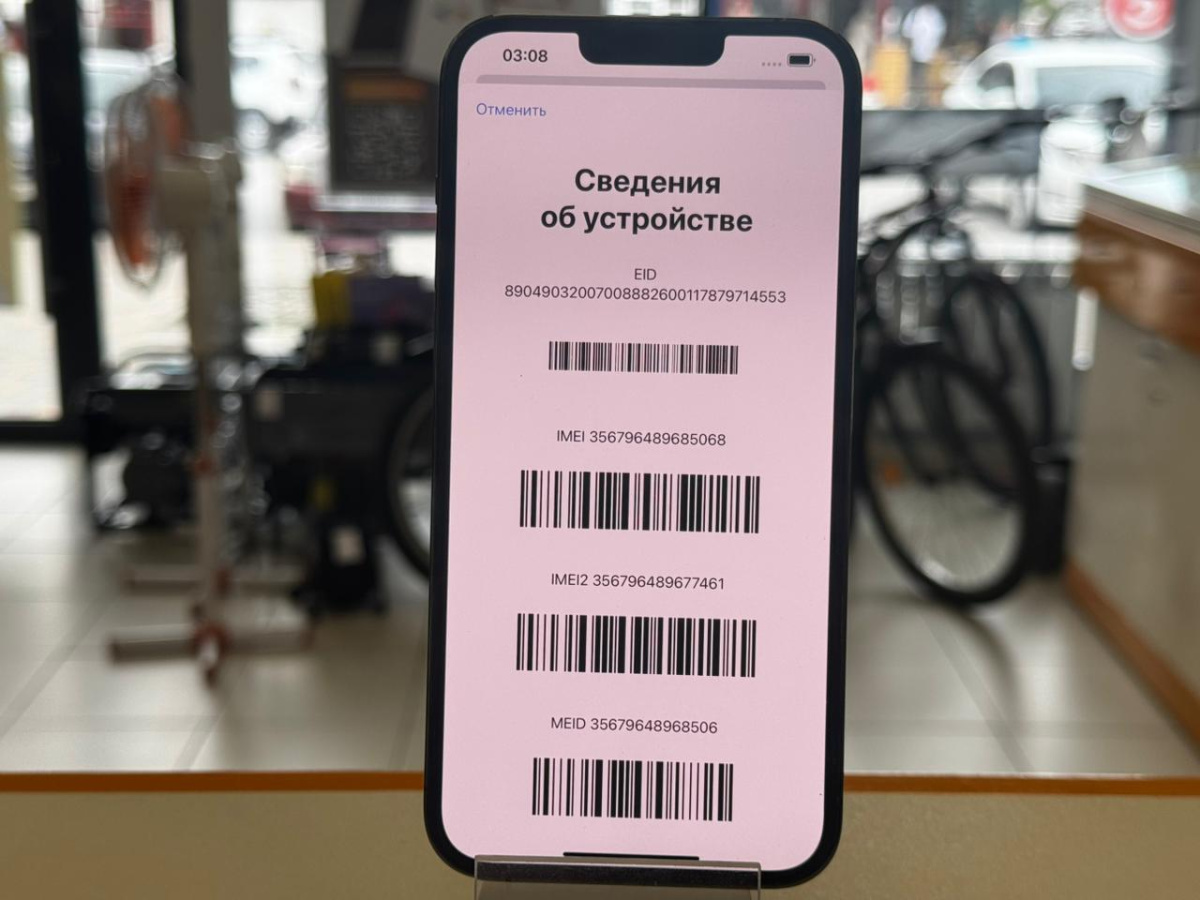 03:08
Отменить
Сведения
об устройстве
EID
89049032007008882600117879714553
IMEI 356796489685068
IMEI2 356796489677461
MEID 35679648968506